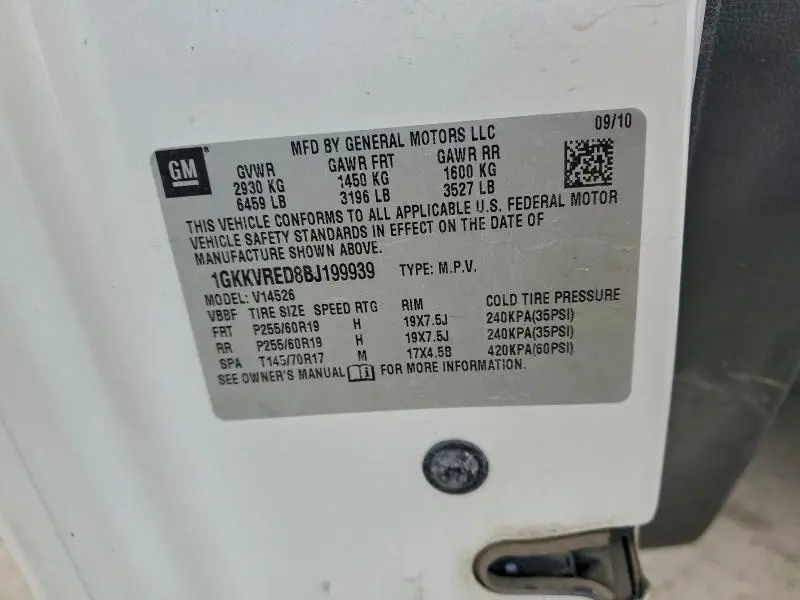 MFD BY GENERAL MOTORS LLC 09/10
GM
GVWR GAWR FRT GAWR RR
2930 KG 1450 KG 1600 KG
6459 LB 3196 LB 3527 LB
THIS VEHICLE CONFORMS TO ALL APPLICABLE U.S. FEDERAL MOTOR
VEHICLE SAFETY STANDARDS IN EFFECT ON THE DATE OF
MANUFACTURE SHOWN ABOVE.
1GKKVRED8BJ199939 TYPE: M.P.V.
MODEL: V14526
VBBF TIRE SIZE SPEED RTG RIM COLD TIRE PRESSURE
FRT P255/60R19 H 19X7.5J 240KPA(35PSI)
RR P255/60R19 H 19X7.5J 240KPA(35PSI)
SPA T145/70R17 M 17X4.5B 420KPA(60PSI)
SEE OWNER'S MANUAL FOR MORE INFORMATION.